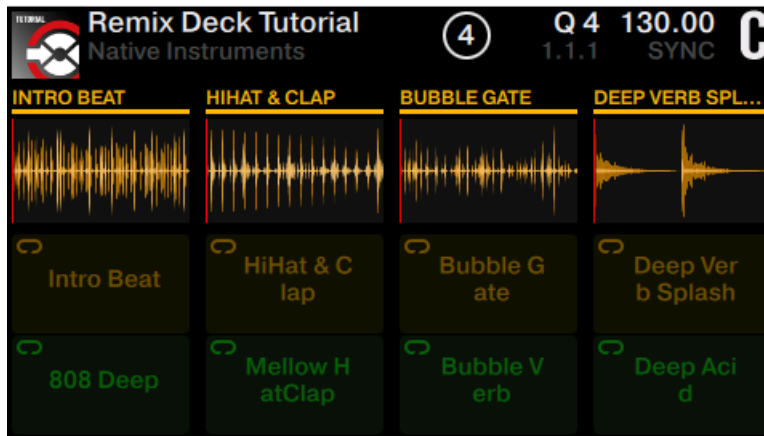 TUTORIAL
Remix Deck Tutorial
Native Instruments
4
Q 4 130.00
1.1.1 SYNC
C
INTRO BEAT
HIHAT & CLAP
BUBBLE GATE
DEEP VERB SPL...
Intro Beat
HiHat & C
lap
Bubble G
ate
Deep Ver
b Splash
808 Deep
Mellow H
atClap
Bubble V
erb
Deep Aci
d